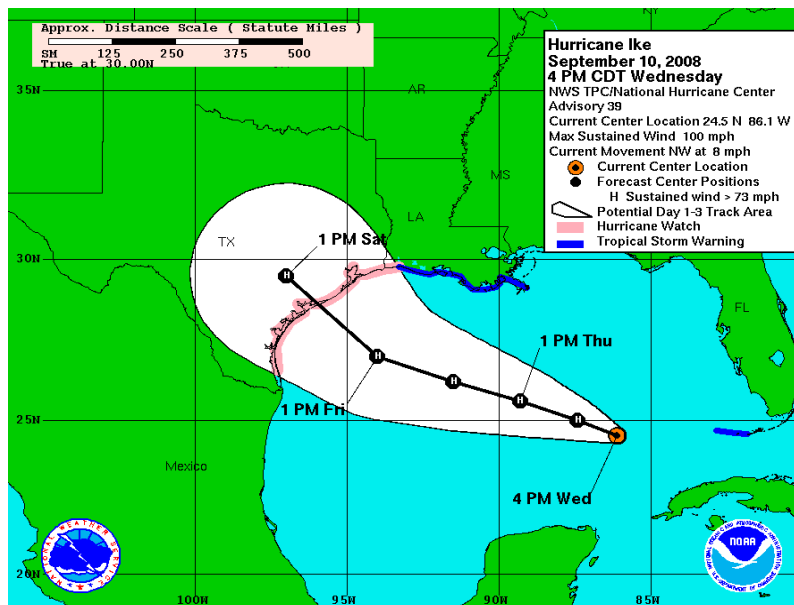 Approx. Distance Scale ( Statute Miles )
SM 125 250 375 500
True at 30.00N
Hurricane Ike
September 10, 2008
4 PM CDT Wednesday
NWS TPC/National Hurricane Center
Advisory 39
Current Center Location 24.5 N 86.1 W
Max Sustained Wind 100 mph
Current Movement NW at 8 mph
Current Center Location
Forecast Center Positions
H Sustained wind > 73 mph
Potential Day 1-3 Track Area
Hurricane Watch
Tropical Storm Warning
35N
AR
MS
LA
TX
1 PM Sat
30N
H
FL
1 PM Thu
H
H
H
H
1 PM Fri
25N
Mexico
4 PM Wed
NATIONAL WEATHER SERVICE
NOAA
20N
100W
95W
90W
85W